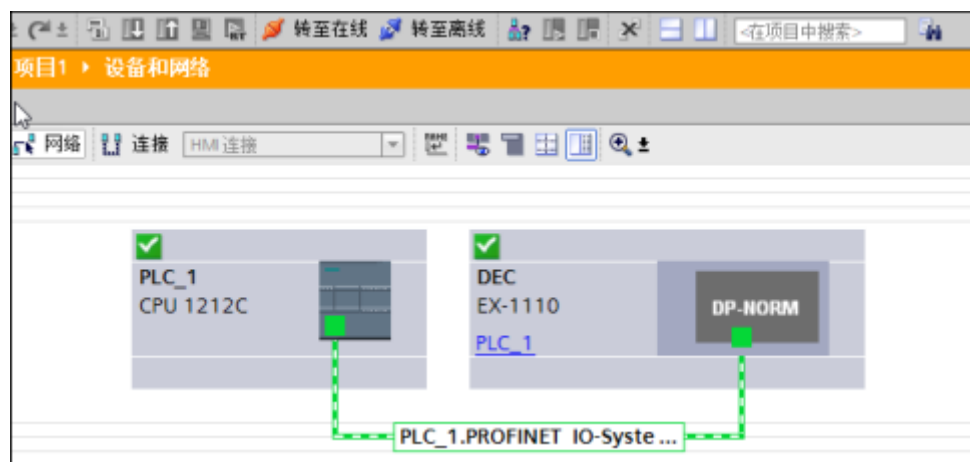 转至在线 转至离线 <在项目中搜索>
项目1 ▸ 设备和网络
网络 连接 HMI 连接
PLC_1
CPU 1212C
DEC
EX-1110
PLC_1
DP-NORM
PLC_1.PROFINET IO-Syste ...